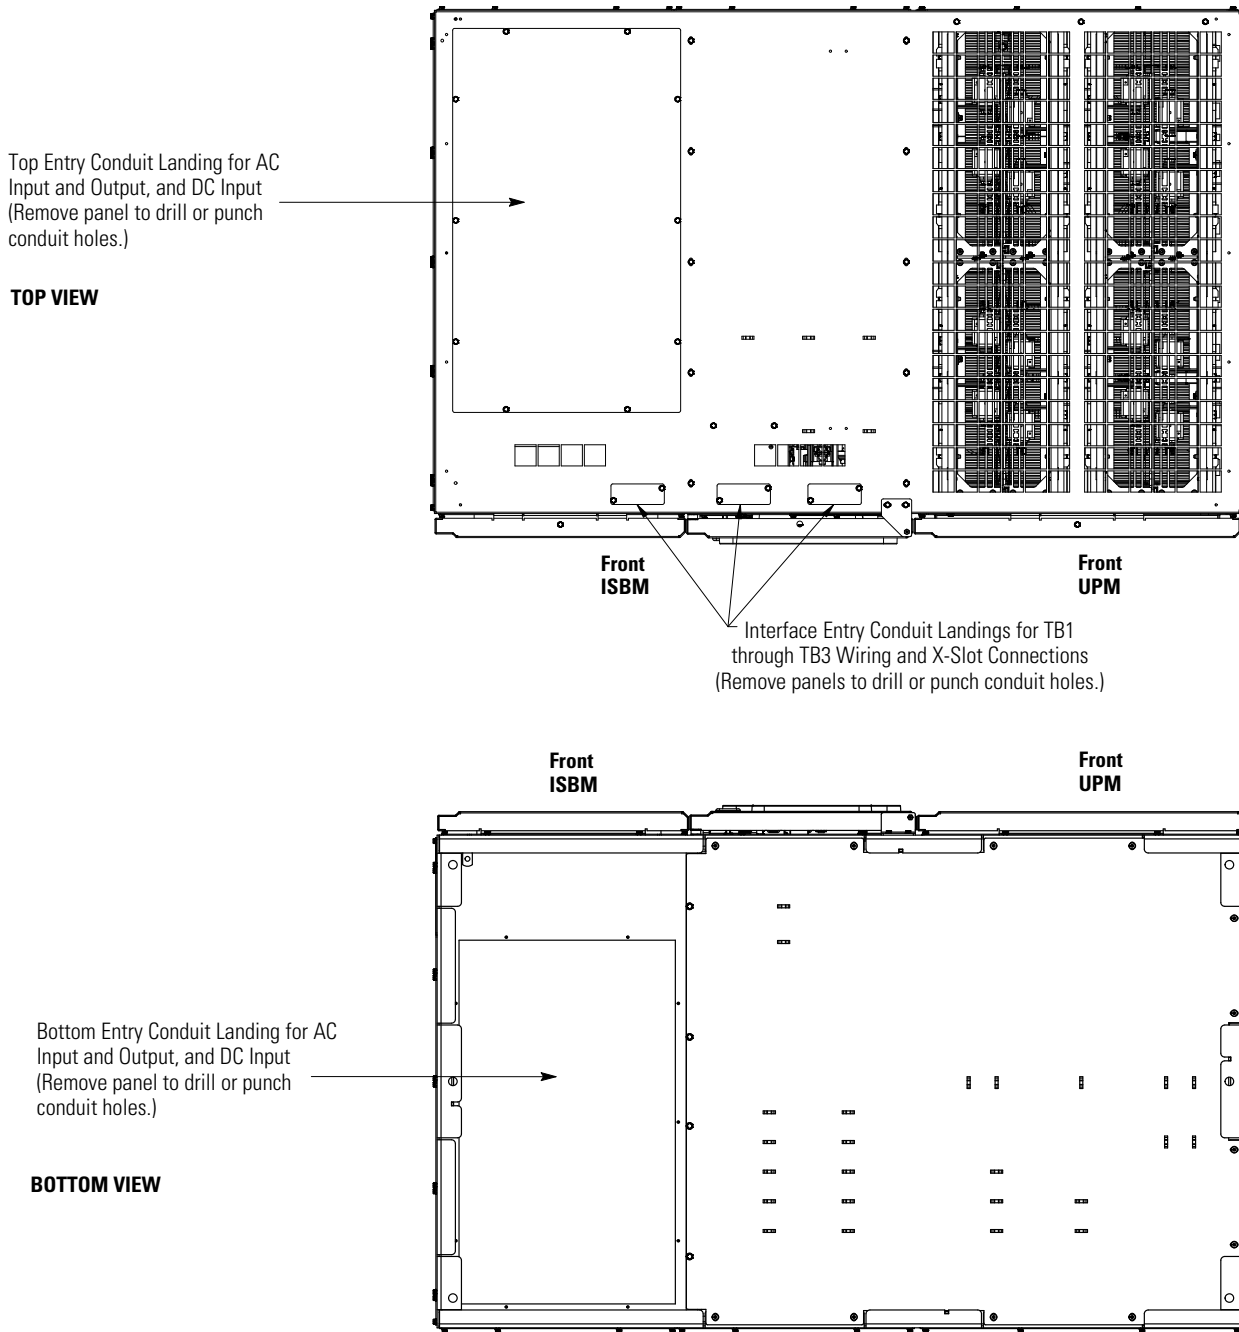 Top Entry Conduit Landing for AC
Input and Output, and DC Input
(Remove panel to drill or punch
conduit holes.)
TOP VIEW
Front
ISBM
Front
UPM
Interface Entry Conduit Landings for TB1
through TB3 Wiring and X-Slot Connections
(Remove panels to drill or punch conduit holes.)
Front
ISBM
Front
UPM
Bottom Entry Conduit Landing for AC
Input and Output, and DC Input
(Remove panel to drill or punch
conduit holes.)
BOTTOM VIEW